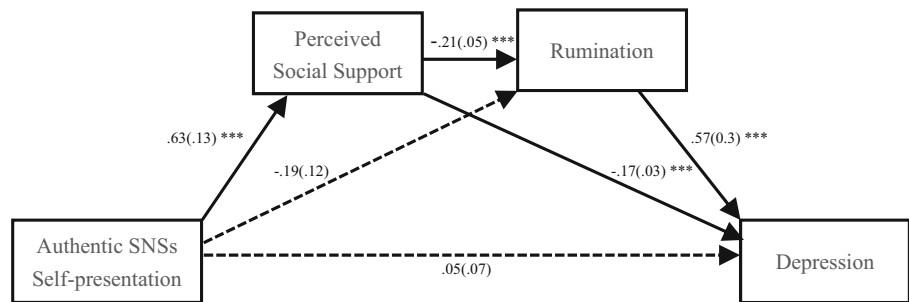 Perceived
Social Support
-.21(.05) ***
Rumination
.63(.13) ***
-.19(.12)
-.17(.03) ***
.57(0.3) ***
Authentic SNSs
Self-presentation
.05(.07)
Depression